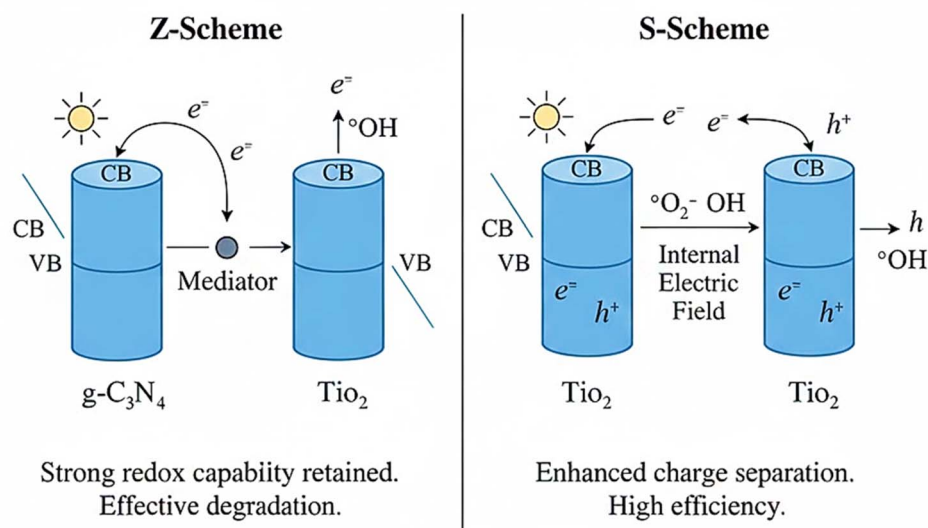 Z-Scheme
e⁼
e⁼
e⁼
°OH
CB
CB
CB
VB
VB
Mediator
g-C₃N₄
Tio₂
Strong redox capabiity retained.
Effective degradation.
S-Scheme
e⁼
e⁼
h⁺
CB
CB
CB
VB
°O₂⁻ OH
Internal
Electric
Field
h
°OH
e⁼
h⁺
e⁼
h⁺
Tio₂
Tio₂
Enhanced charge separation.
High efficiency.